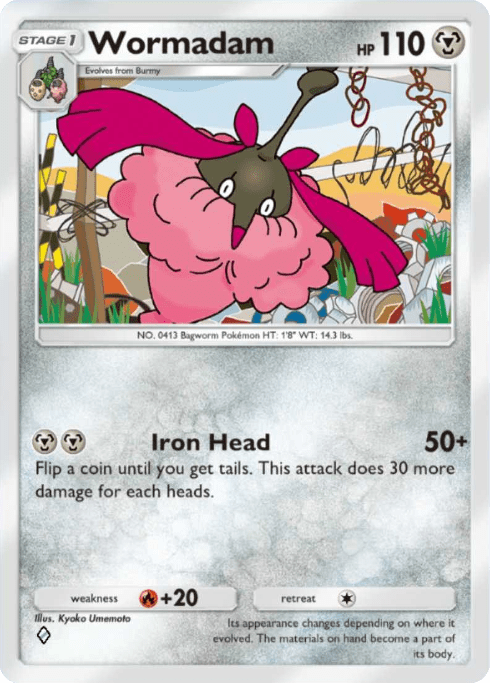 STAGE 1 Wormadam HP 110
Evolves from Burmy
NO. 0413 Bagworm Pokémon HT: 1'8" WT: 14.3 lbs.
Iron Head 50+
Flip a coin until you get tails. This attack does 30 more
damage for each heads.
weakness +20 retreat
Illus. Kyoko Umemoto
Its appearance changes depending on where it
evolved. The materials on hand become a part of
its body.